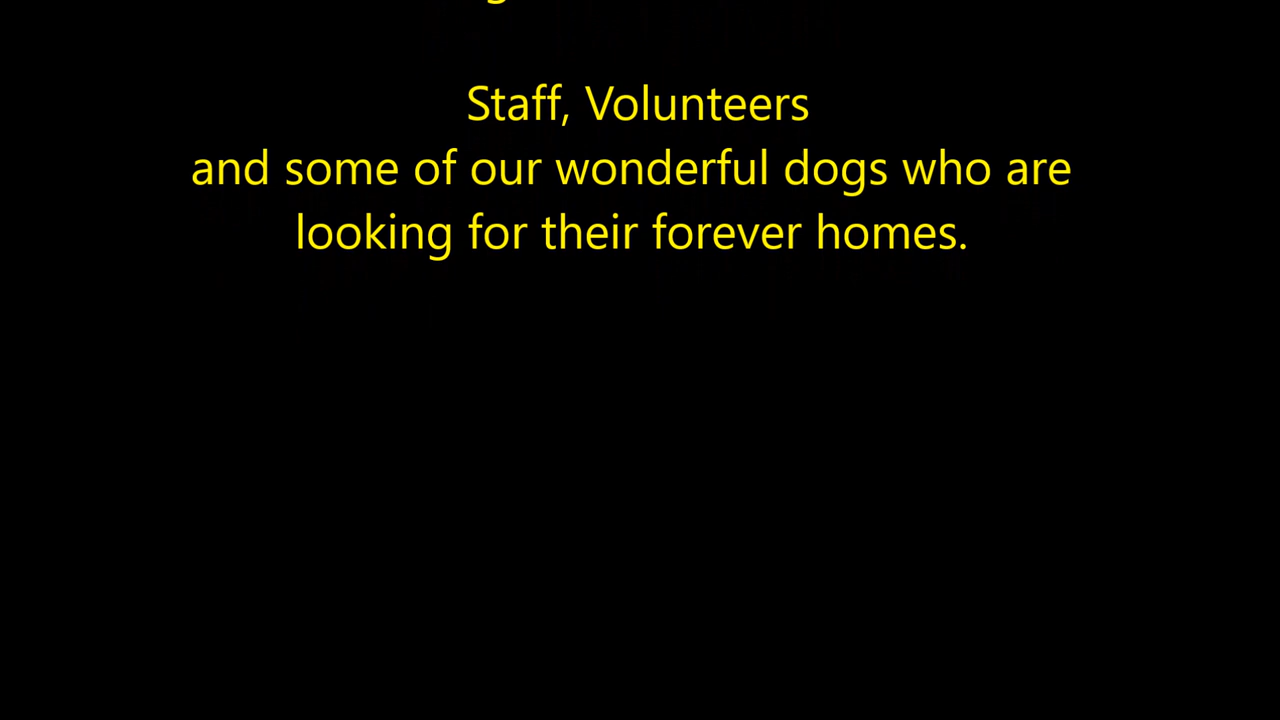 Staff, Volunteers
and some of our wonderful dogs who are
looking for their forever homes.